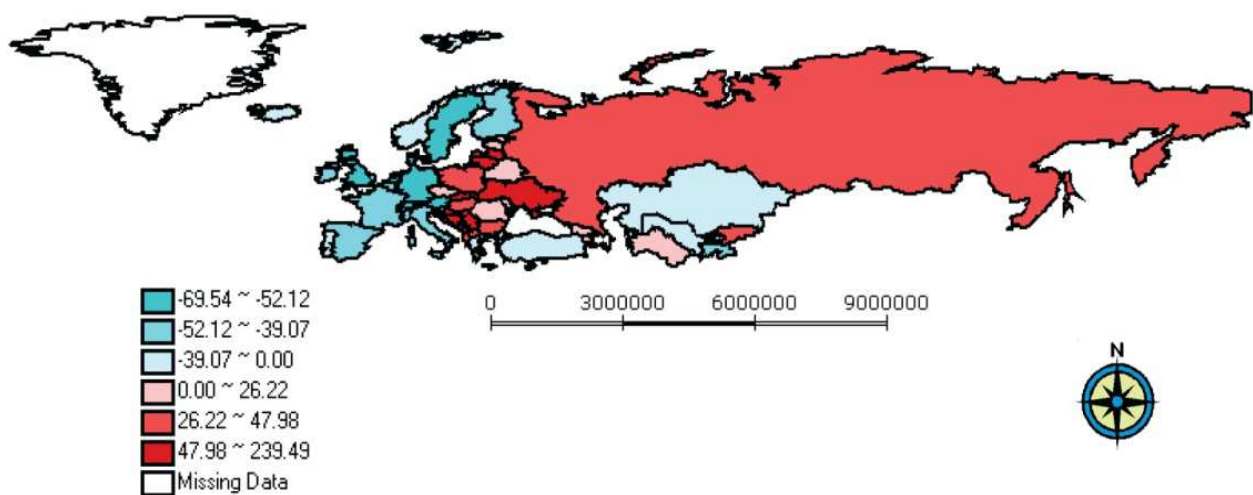 -69.54 ~ -52.12
-52.12 ~ -39.07
-39.07 ~ 0.00
0.00 ~ 26.22
26.22 ~ 47.98
47.98 ~ 239.49
Missing Data
0 3000000 6000000 9000000
N